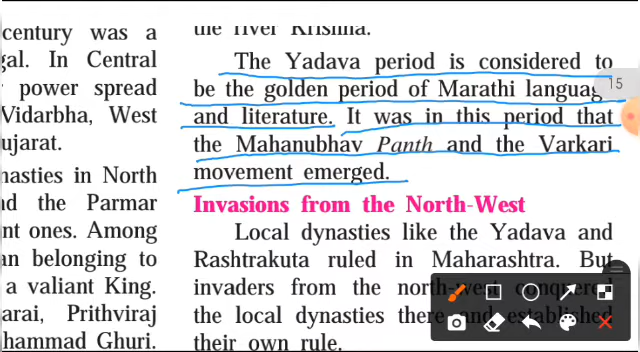 century was a
gal. In Central
power spread
Vidarbha, West
ujarat.
nasties in North
nd the Parmar
nt ones. Among
an belonging to
a valiant King.
arai, Prithviraj
hammad Ghuri.
the river Krishna.
The Yadava period is considered to
be the golden period of Marathi languag
and literature. It was in this period that
the Mahanubhav Panth and the Varkari
movement emerged.
Invasions from the North-West
Local dynasties like the Yadava and
Rashtrakuta ruled in Maharashtra. But
invaders from the north-west conquered
the local dynasties there and established
their own rule.
15